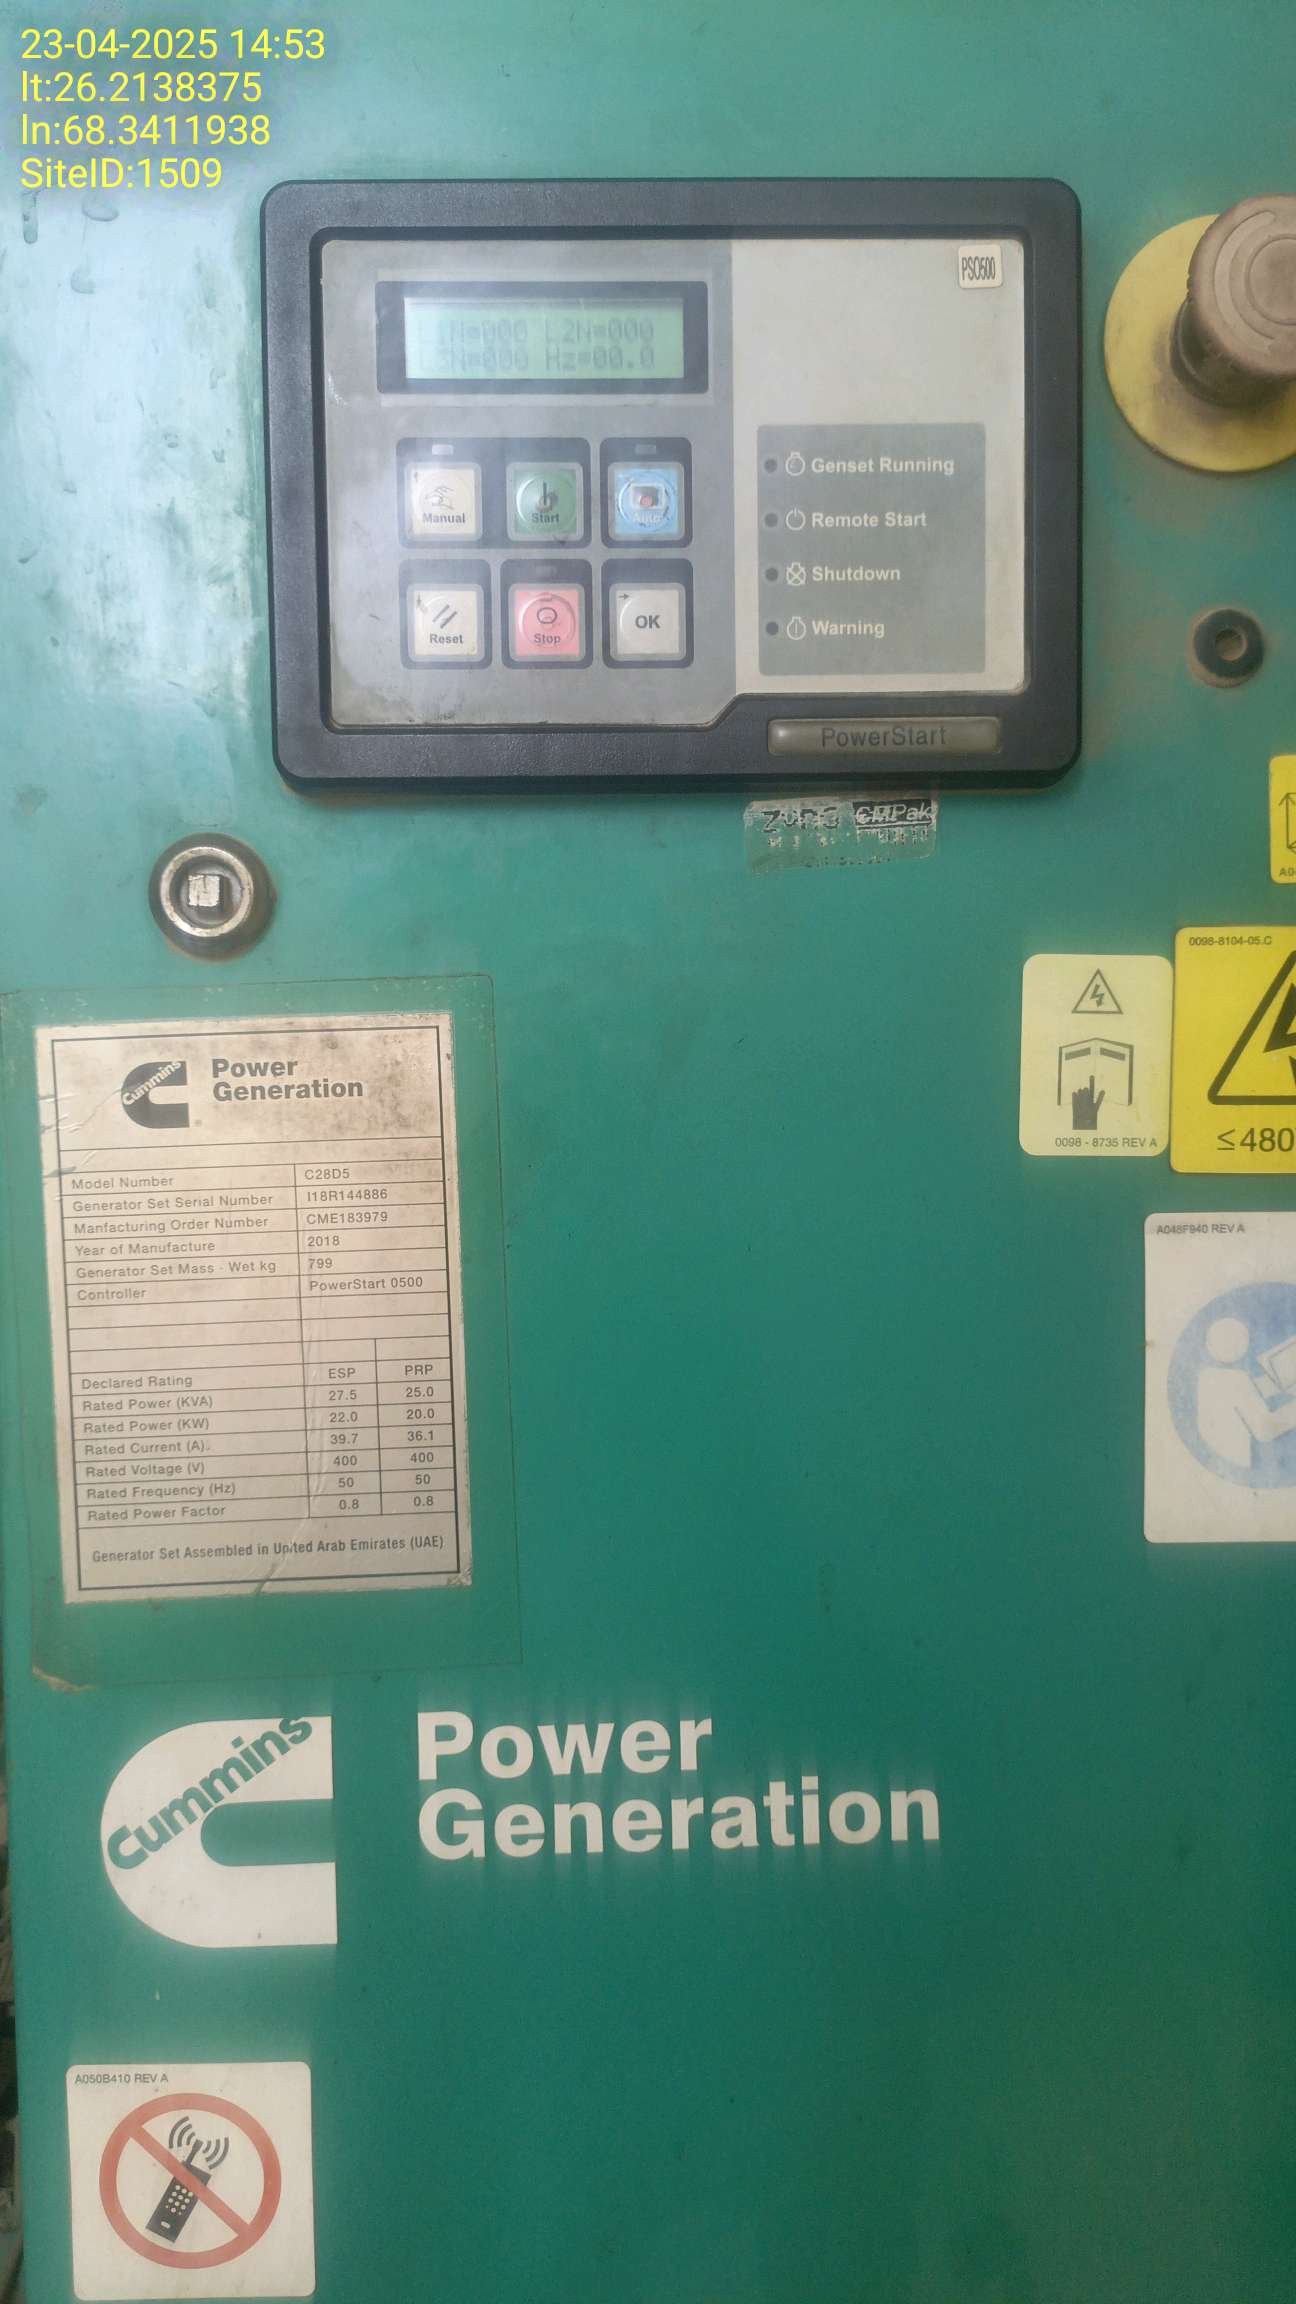 23-04-2025 14:53
lt:26.2138375
ln:68.3411938
SiteID:1509
PS0500
1N=000 L2N=000
3N=000 Hz=00.0
Manual
Start
Auto
Reset
Stop
OK
Genset Running
Remote Start
Shutdown
Warning
PowerStart
CMPak
0098-8104-05.C
≤480
0098 - 8735 REV A
A048F940 REV A
Cummins
Power
Generation
Model Number C28D5
Generator Set Serial Number I18R144886
Manfacturing Order Number CME183979
Year of Manufacture 2018
Generator Set Mass - Wet kg 799
Controller PowerStart 0500
Declared Rating ESP PRP
Rated Power (KVA) 27.5 25.0
Rated Power (KW) 22.0 20.0
Rated Current (A). 39.7 36.1
Rated Voltage (V) 400 400
Rated Frequency (Hz) 50 50
Rated Power Factor 0.8 0.8
Generator Set Assembled in United Arab Emirates (UAE)
Cummins
Power
Generation
A050B410 REV A